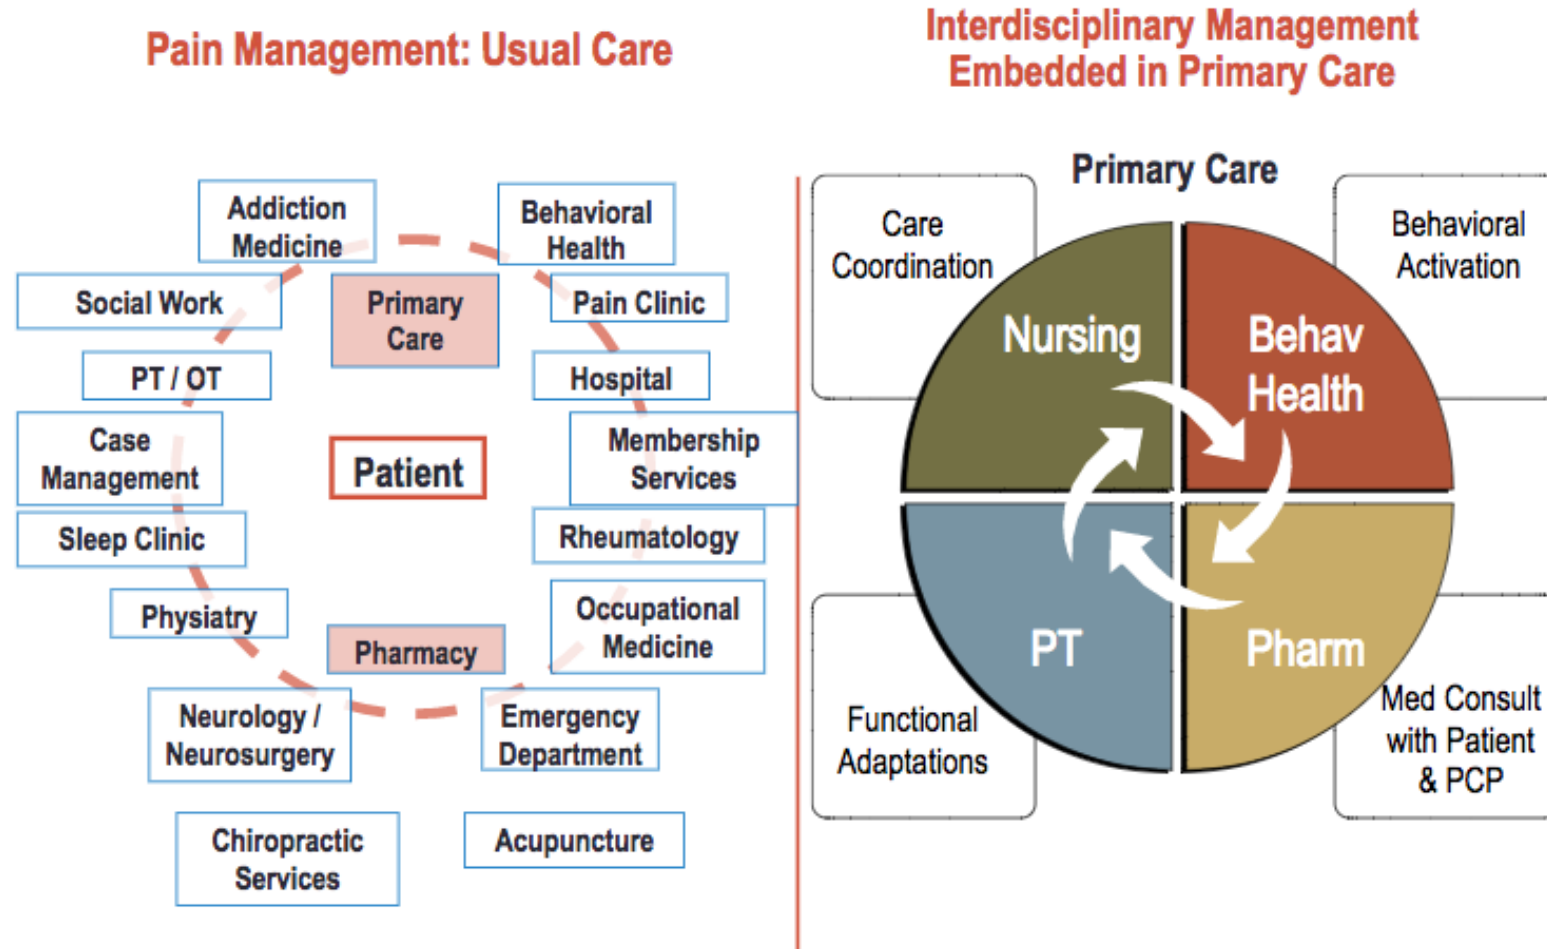 Pain Management: Usual Care
Addiction
Medicine
Behavioral
Health
Social Work
Primary
Care
Pain Clinic
PT / OT
Hospital
Case
Management
Patient
Membership
Services
Sleep Clinic
Rheumatology
Physiatry
Occupational
Medicine
Pharmacy
Neurology /
Neurosurgery
Emergency
Department
Chiropractic
Services
Acupuncture
Interdisciplinary Management
Embedded in Primary Care
Primary Care
Care
Coordination
Behavioral
Activation
Nursing
Behav
Health
PT
Pharm
Functional
Adaptations
Med Consult
with Patient
& PCP